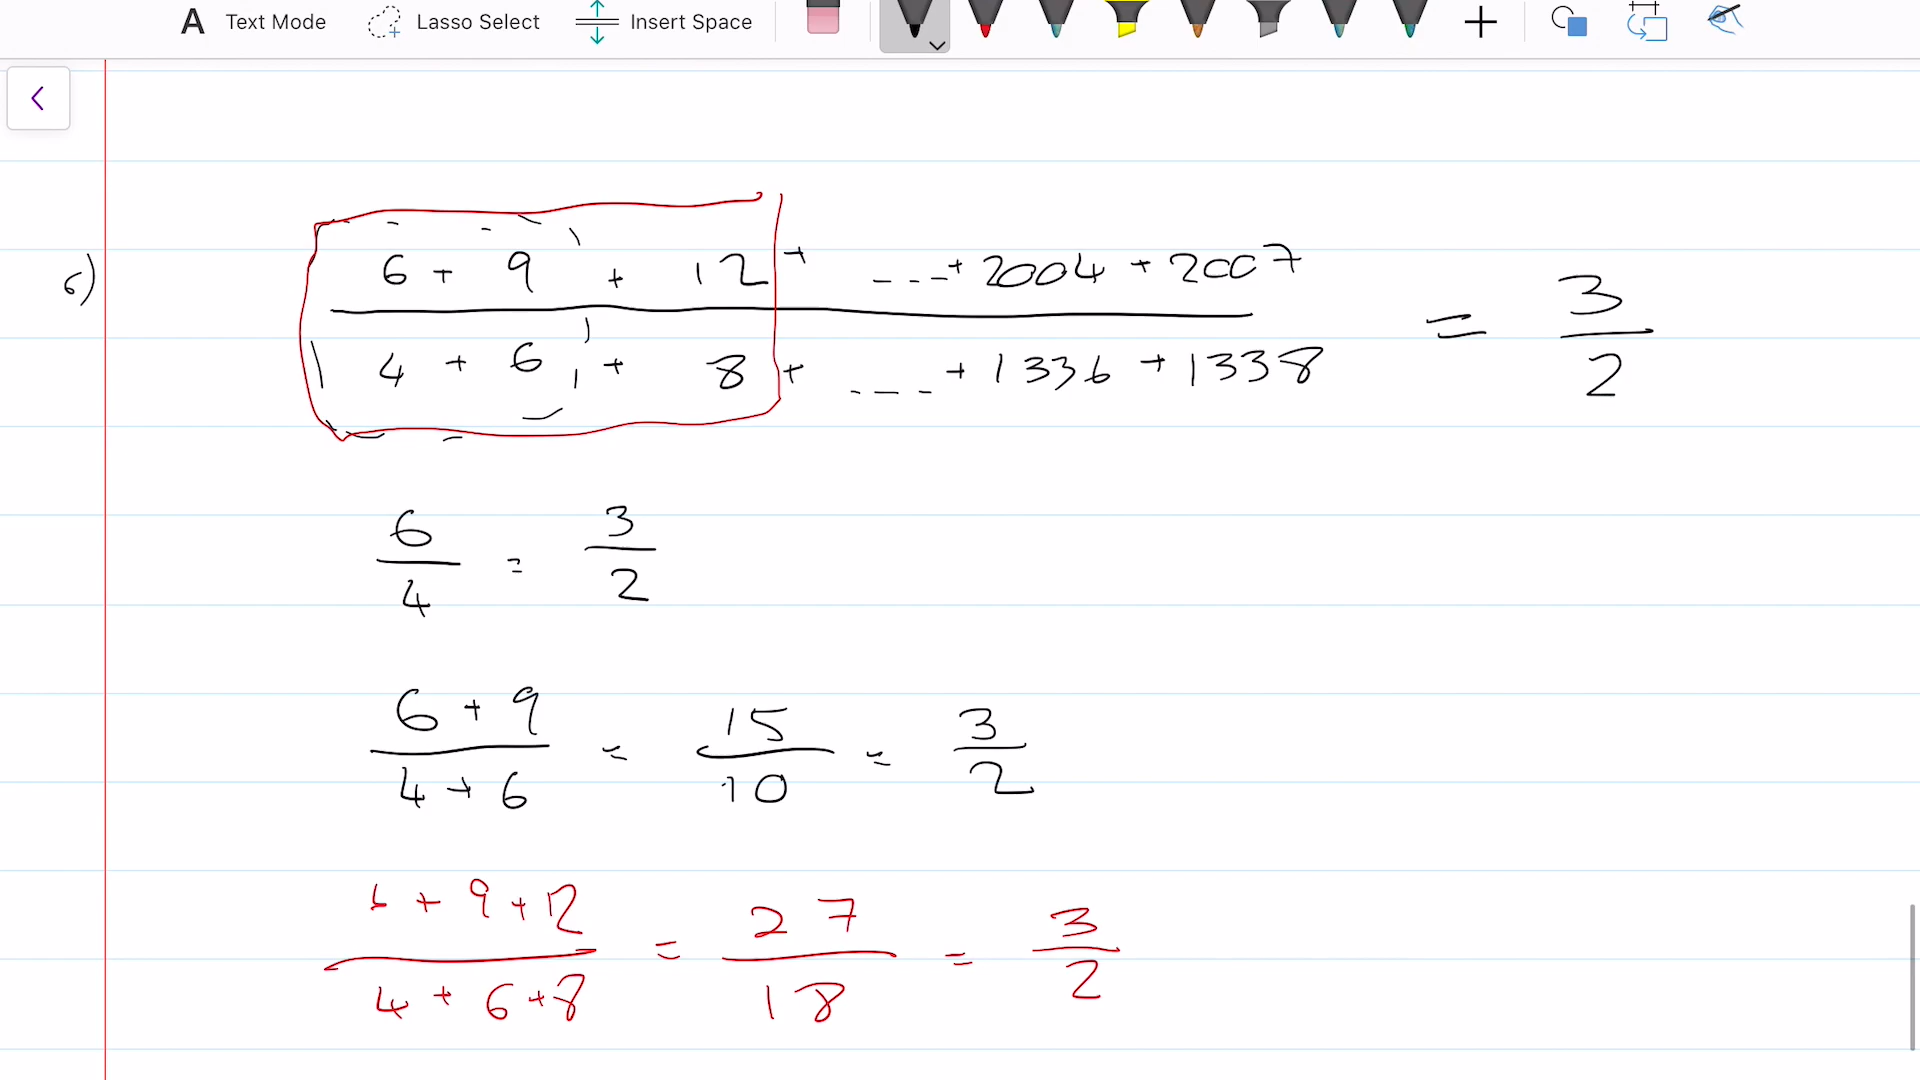 A Text Mode Lasso Select Insert Space
6) 6 + 9 + 12 + ---+ 2004 + 2007
4 + 6 + 8 + ---- + 1336 + 1338 = 3/2
6/4 = 3/2
6 + 9 / 4 + 6 = 15/10 = 3/2
6 + 9 + 12 / 4 + 6 + 8 = 27/18 = 3/2